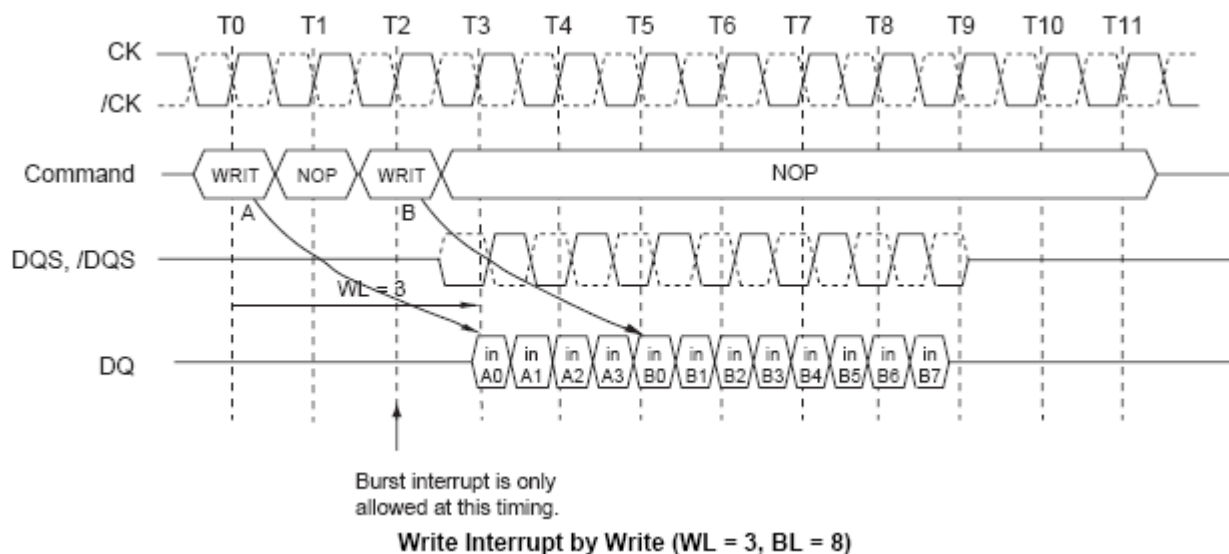 T0 T1 T2 T3 T4 T5 T6 T7 T8 T9 T10 T11
CK
/CK
Command WRIT NOP WRIT NOP
A B
DQS, /DQS
WL = 3
DQ in A0 in A1 in A2 in A3 in B0 in B1 in B2 in B3 in B4 in B5 in B6 in B7
Burst interrupt is only
allowed at this timing.
Write Interrupt by Write (WL = 3, BL = 8)